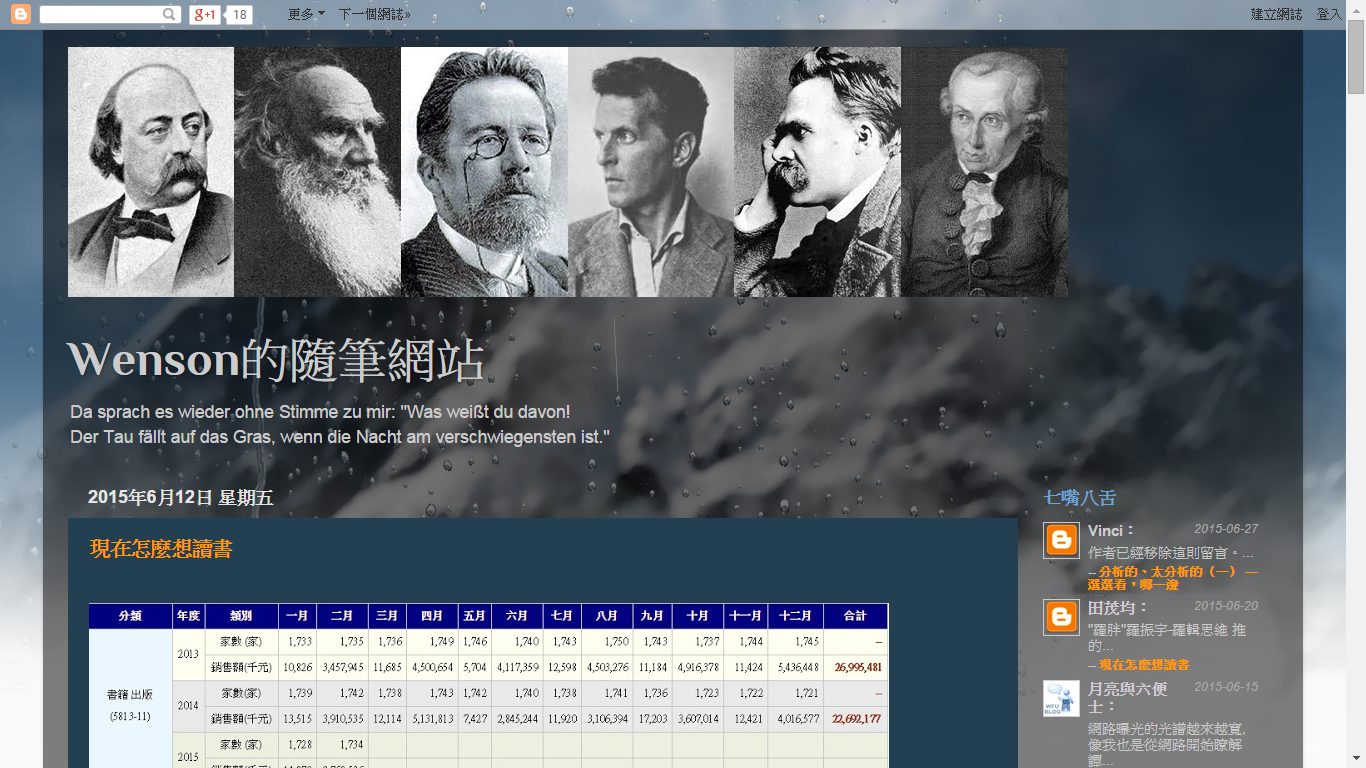 g+1 18 更多 下一個網誌» 建立網誌 登入
Wenson的隨筆網站
Da sprach es wieder ohne Stimme zu mir: "Was weißt du davon!
Der Tau fällt auf das Gras, wenn die Nacht am verschwiegensten ist."
2015年6月12日 星期五
現在怎麼想讀書
分類 年度 類別 一月 二月 三月 四月 五月 六月 七月 八月 九月 十月 十一月 十二月 合計
書籍 出版
(5813-11)
2013 家數 (家) 1,733 1,735 1,736 1,749 1,746 1,740 1,743 1,750 1,743 1,737 1,744 1,745 --
銷售額(千元) 10,826 3,457,945 11,685 4,500,654 5,704 4,117,359 12,598 4,503,276 11,184 4,916,378 11,424 5,436,448 26,995,481
2014 家數(家) 1,739 1,742 1,738 1,743 1,742 1,740 1,738 1,741 1,736 1,723 1,722 1,721 --
銷售額(千元) 13,515 3,910,535 12,114 5,131,813 7,427 2,845,244 11,920 3,106,394 17,203 3,607,014 12,421 4,016,577 22,692,177
2015 家數 (家) 1,728 1,734
七嘴八舌
Vinci： 2015-06-27
作者已經移除這則留言。...
-- 分析的、太分析的（一） —
選選看，哪一邊
田茂均： 2015-06-20
"羅胖"羅振宇-羅輯思維 推
的...
-- 現在怎麼想讀書
月亮與六便 2015-06-15
士：
網路曝光的光譜越來越寬,
像我也是從網路開始瞭解
譚...
WFU
BLOG